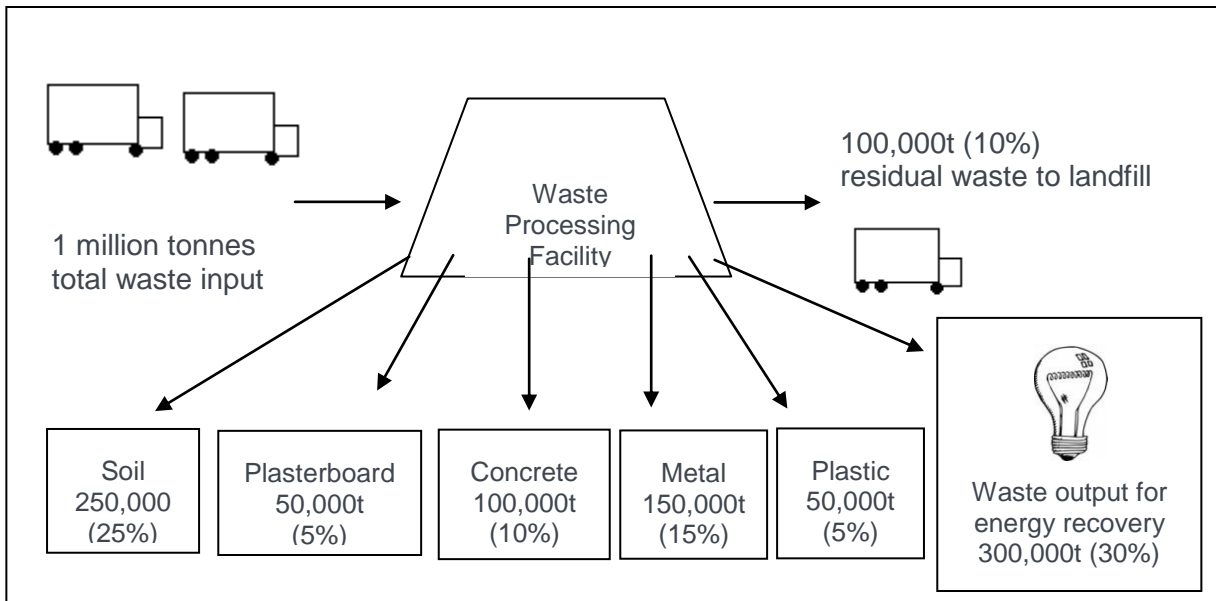 1 million tonnes
total waste input
Waste
Processing
Facility
100,000t (10%)
residual waste to landfill
Soil
250,000
(25%)
Plasterboard
50,000t
(5%)
Concrete
100,000t
(10%)
Metal
150,000t
(15%)
Plastic
50,000t
(5%)
Waste output for
energy recovery
300,000t (30%)